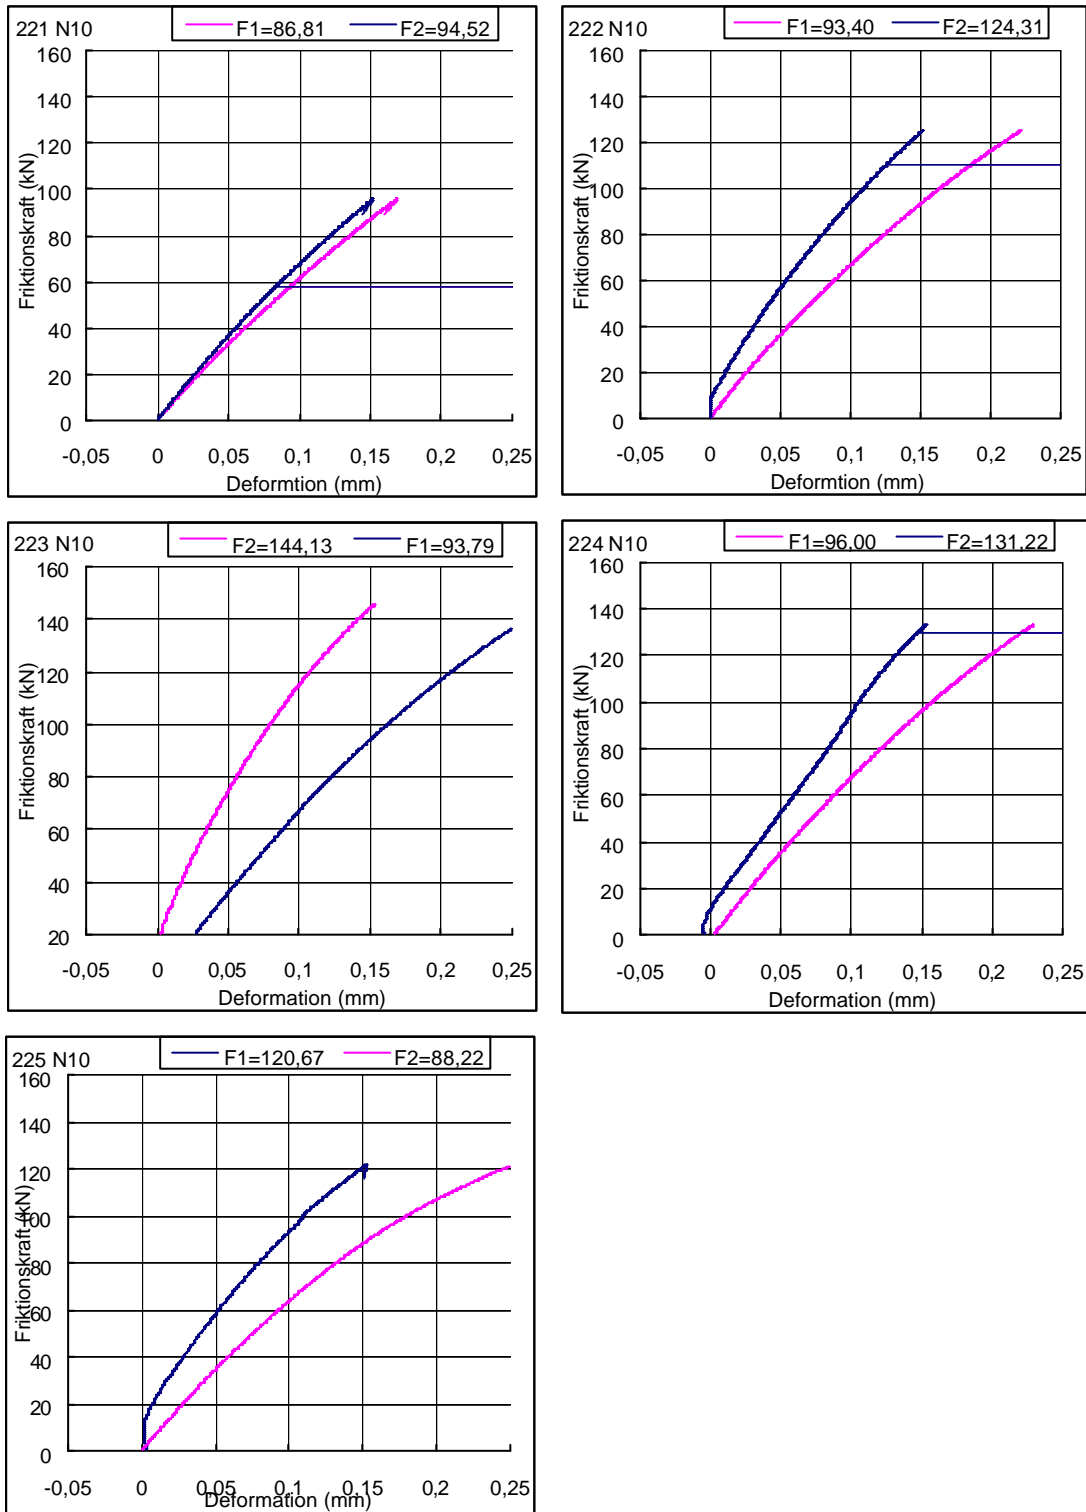 221 N10
F1=86,81 F2=94,52
160
140
120
100
80
60
40
20
0
Friktionskraft (kN)
-0,05 0 0,05 0,1 0,15 0,2 0,25
Deformtion (mm)
222 N10
F1=93,40 F2=124,31
160
140
120
100
80
60
40
20
0
Friktionskraft (kN)
-0,05 0 0,05 0,1 0,15 0,2 0,25
Deformation (mm)
223 N10
F2=144,13 F1=93,79
160
140
120
100
80
60
40
20
Friktionskraft (kN)
-0,05 0 0,05 0,1 0,15 0,2 0,25
Deformation (mm)
224 N10
F1=96,00 F2=131,22
160
140
120
100
80
60
40
20
0
Friktionskraft (kN)
-0,05 0 0,05 0,1 0,15 0,2 0,25
Deformation (mm)
225 N10
F1=120,67 F2=88,22
160
140
120
100
80
60
40
20
0
Friktionskraft (kN)
-0,05 0 0,05 0,1 0,15 0,2 0,25
Deformation (mm)